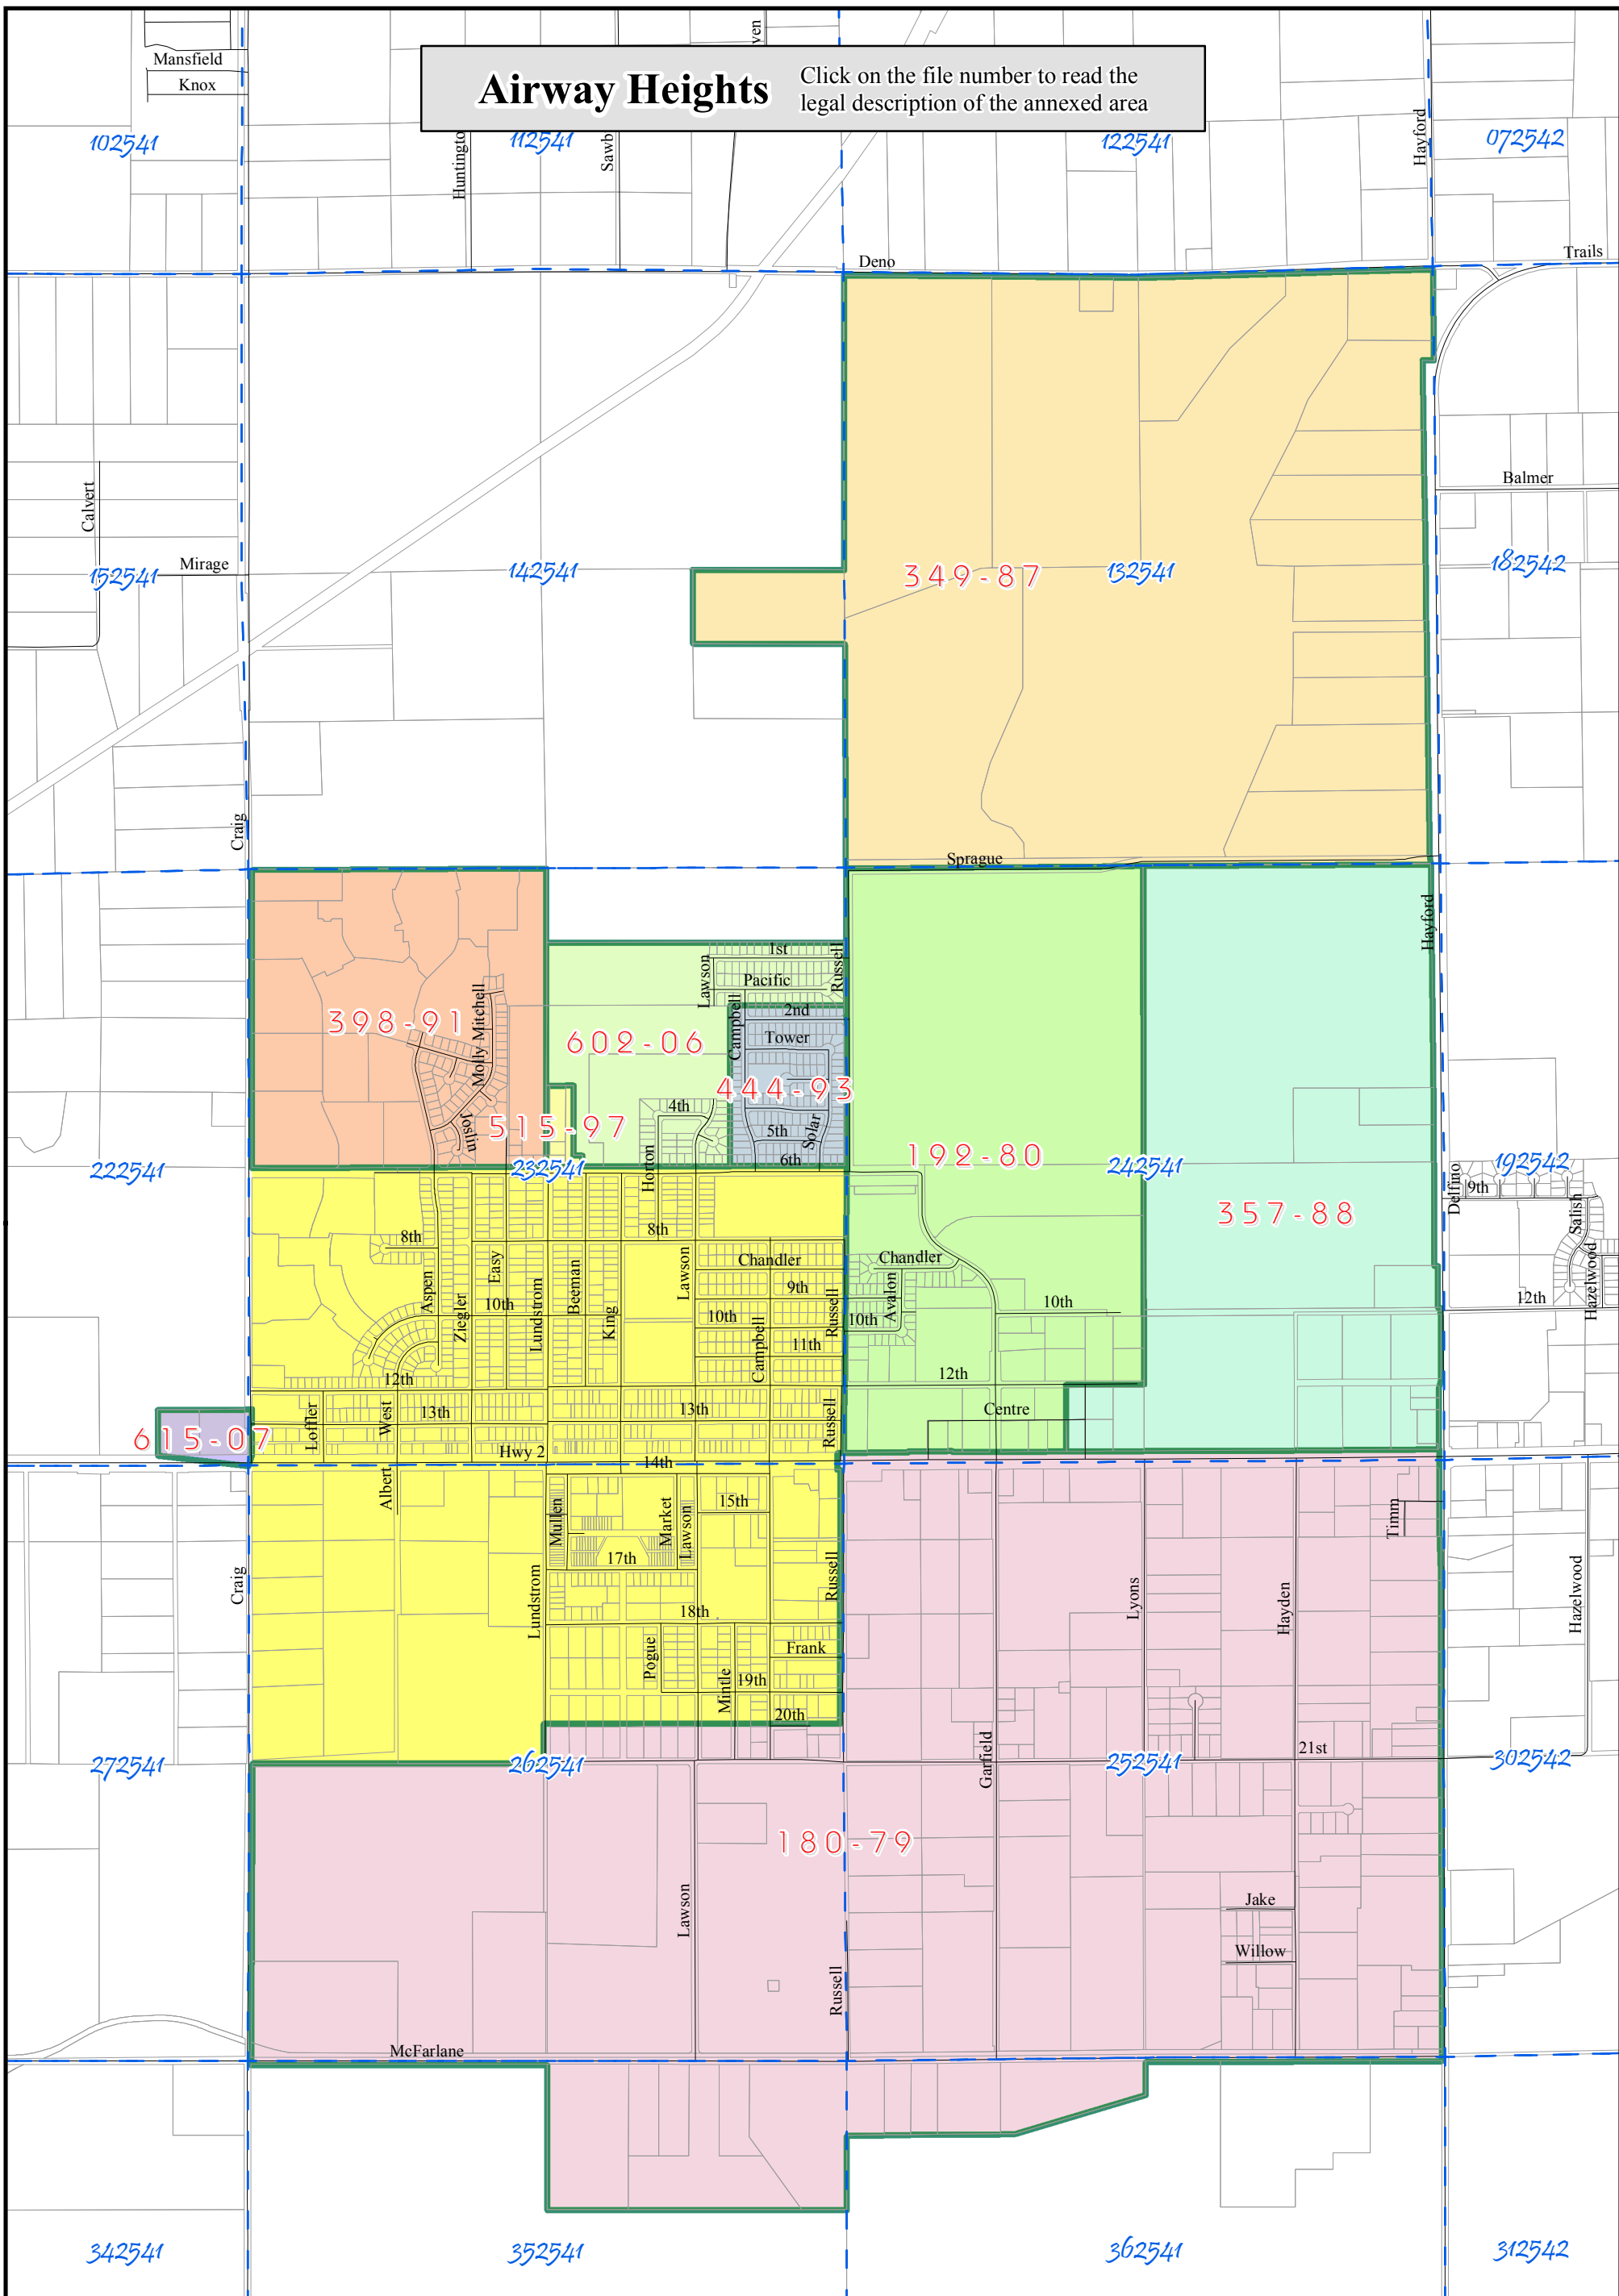 Mansfield
Knox
ven
Airway Heights
Click on the file number to read the
legal description of the annexed area
102541
Huntington
112541
Sawb
122541
Hayford
072542
Deno
Trails
Calvert
Balmer
152541
Mirage
142541
349-87
132541
182542
Craig
Sprague
Hayford
1st
Russell
Lawson
Pacific
Molly Mitchell
Campbell
2nd
398-91
602-06
Tower
444-93
4th
Joslin
515-97
5th
Solar
6th
192-80
222541
232541
Horton
242541
192542
Delfino
9th
357-88
Salish
8th
8th
Hazelwood
Easy
Lawson
Chandler
Chandler
Aspen
Beeman
9th
Avalon
12th
Ziegler
10th
Lundstrom
King
10th
Russell
10th
10th
11th
Campbell
12th
12th
Loffler
West
13th
13th
Russell
Centre
615-07
Hwy 2
14th
Albert
Mullen
Market
Lawson
15th
Timm
17th
Craig
Lundstrom
Russell
Lyons
Hayden
Hazelwood
18th
Pogue
Frank
Mintle
19th
20th
Garfield
21st
272541
262541
252541
302542
180-79
Lawson
Jake
Russell
Willow
McFarlane
342541
352541
362541
312542